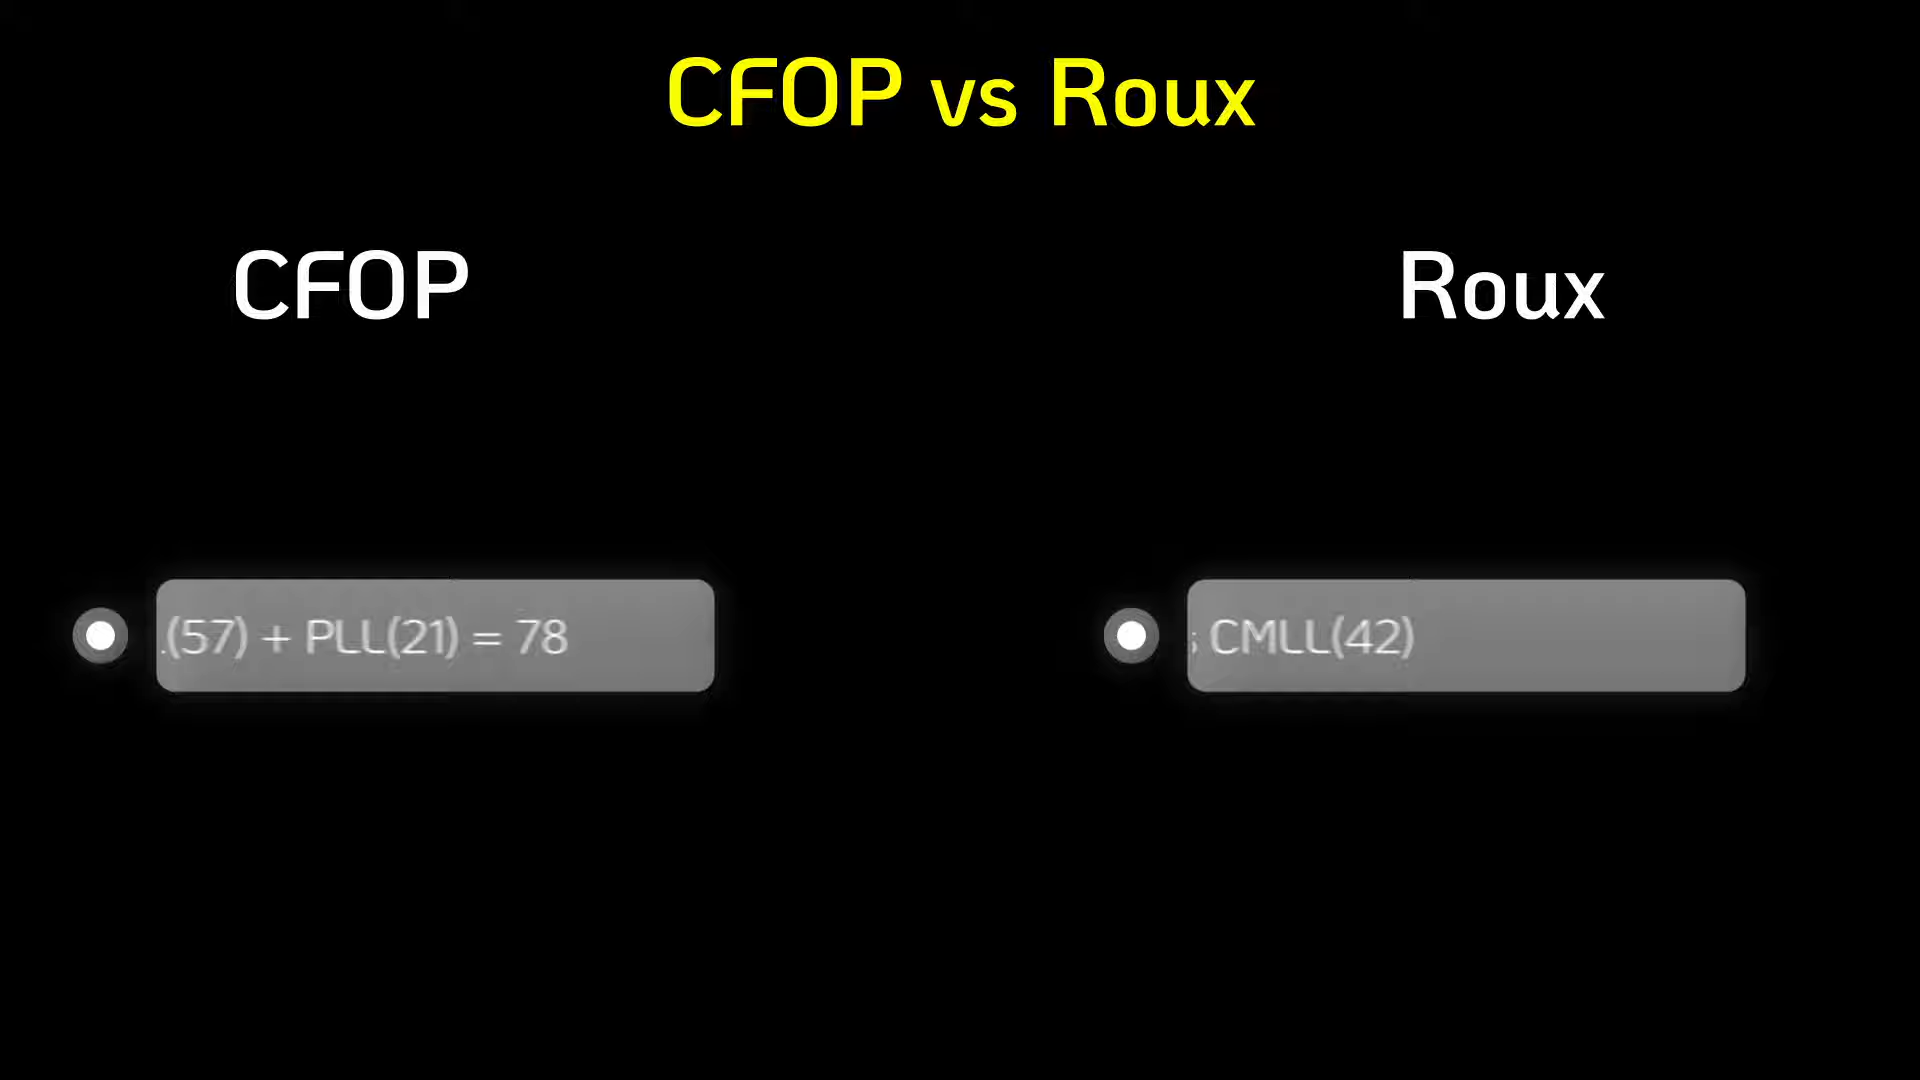 CFOP vs Roux
CFOP
Roux
(57) + PLL(21) = 78
CMLL(42)